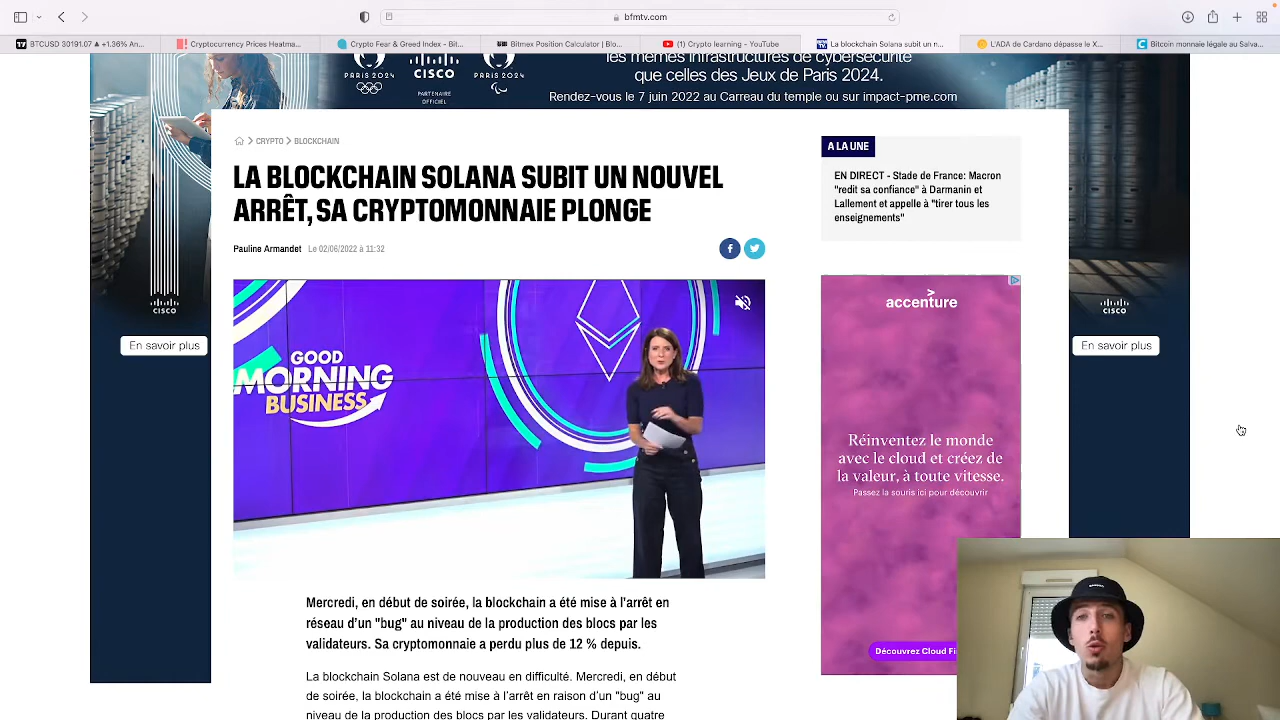 bfmtv.com
BTCUSD 30191.07 ▲ +1.36% An...
Cryptocurrency Prices Heatma...
Crypto Fear & Greed Index - Bit...
Bitmex Position Calculator | Blo...
(1) Crypto learning - YouTube
La blockchain Solana subit un n...
L'ADA de Cardano dépasse le X...
Bitcoin monnaie légale au Salva...
les mêmes infrastructures de cybersécurité
que celles des Jeux de Paris 2024.
Rendez-vous le 7 juin 2022 au Carreau du temple ou sur impact-pme.com
PARIS 2024
CISCO
PARIS 2024
PARTENAIRE
OFFICIEL
CRYPTO > BLOCKCHAIN
LA BLOCKCHAIN SOLANA SUBIT UN NOUVEL
ARRÊT, SA CRYPTOMONNAIE PLONGE
Pauline Armandet Le 02/06/2022 à 11:32
A LA UNE
EN DIRECT - Stade de France: Macron
"redit sa confiance" à Darmanin et
Lallement et appelle à "tirer tous les
enseignements"
CISCO
En savoir plus
GOOD
MORNING
BUSINESS
accenture
Réinventez le monde
avec le cloud et créez de
la valeur, à toute vitesse.
Passez la souris ici pour découvrir
Découvrez Cloud Fi
CISCO
En savoir plus
Mercredi, en début de soirée, la blockchain a été mise à l'arrêt en
raison d'un "bug" au niveau de la production des blocs par les
validateurs. Sa cryptomonnaie a perdu plus de 12 % depuis.
La blockchain Solana est de nouveau en difficulté. Mercredi, en début
de soirée, la blockchain a été mise à l'arrêt en raison d'un "bug" au
niveau de la production des blocs par les validateurs. Durant quatre